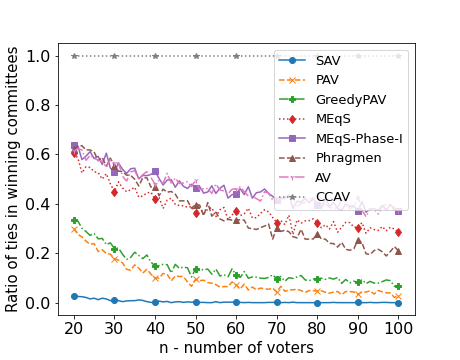 1.0
0.8
0.6
0.4
0.2
0.0
Ratio of ties in winning committees
20 30 40 50 60 70 80 90 100
n - number of voters
SAV
PAV
GreedyPAV
MEqS
MEqS-Phase-I
Phragmen
AV
CCAV